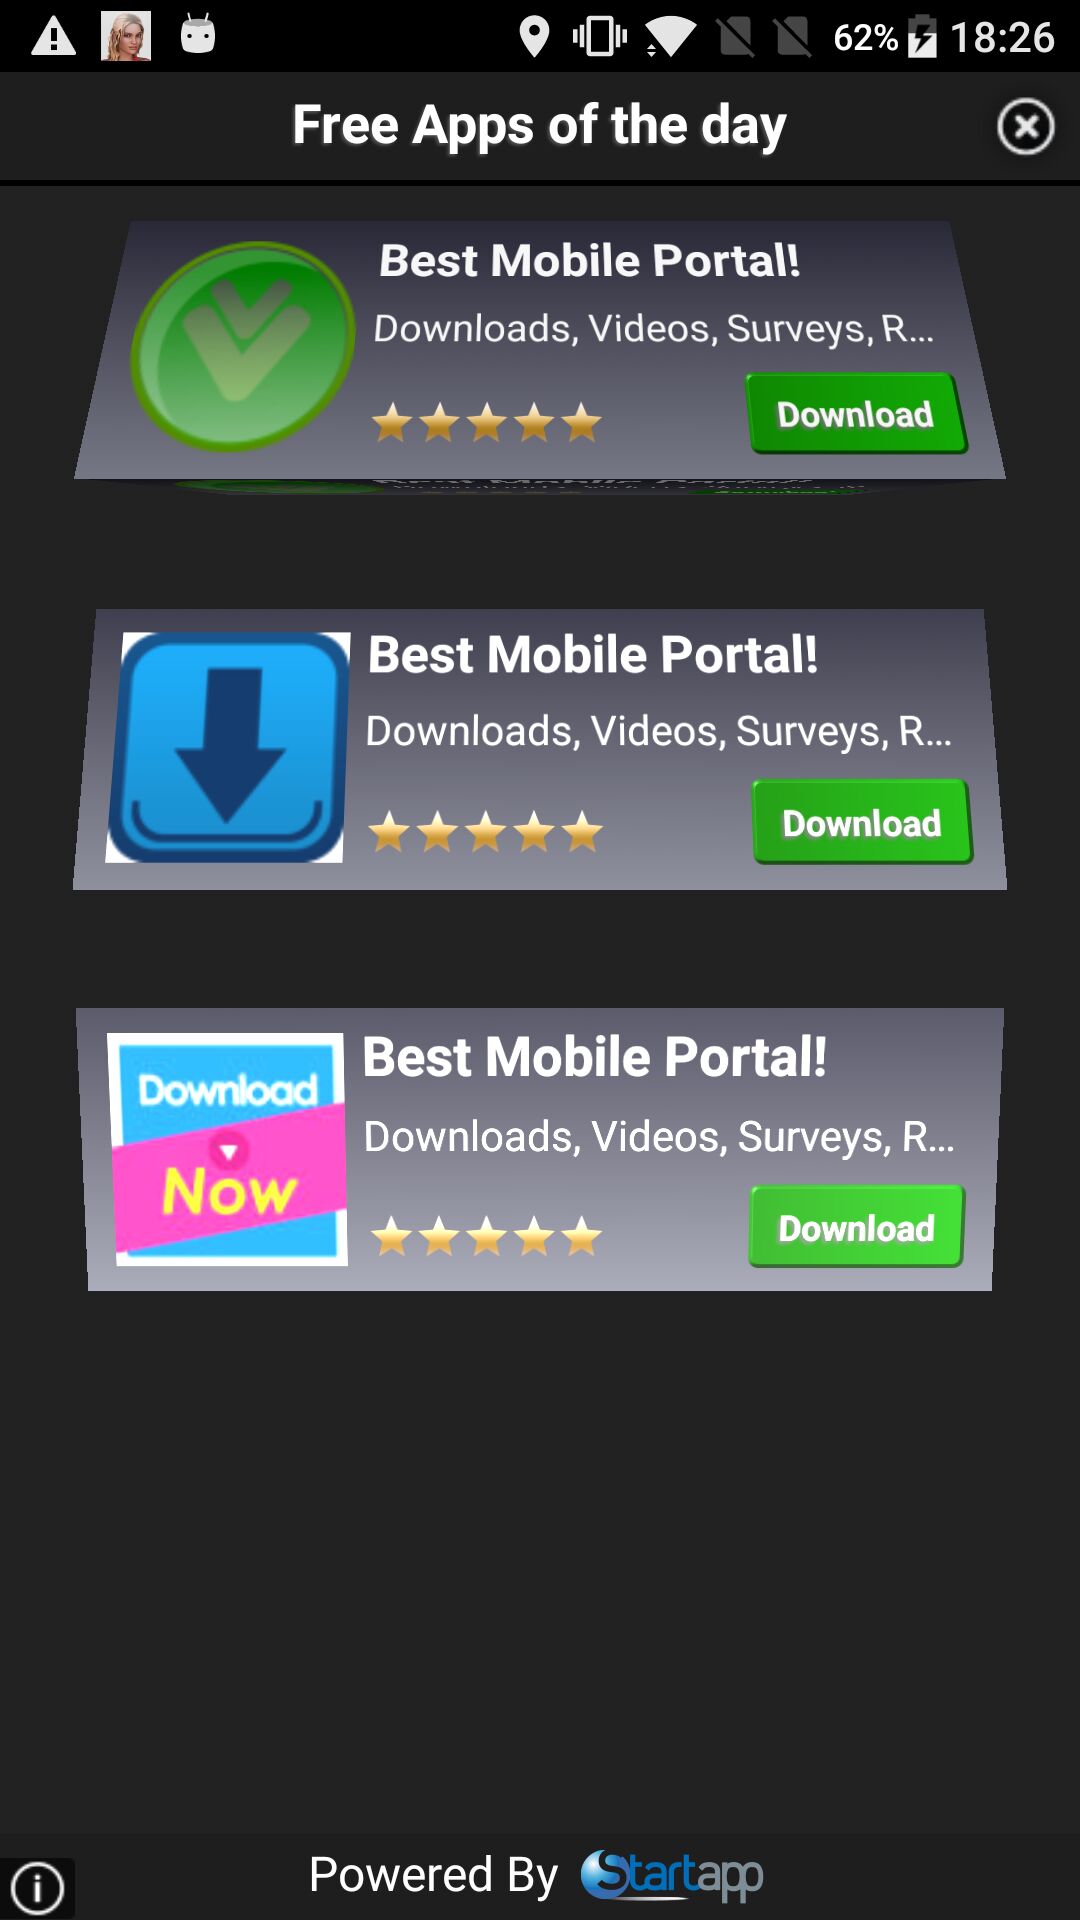 62% 18:26
Free Apps of the day
Best Mobile Portal!
Downloads, Videos, Surveys, R...
Download
Best Mobile Portal!
Downloads, Videos, Surveys, R...
Download
Download
Now
Best Mobile Portal!
Downloads, Videos, Surveys, R...
Download
Powered By Startapp